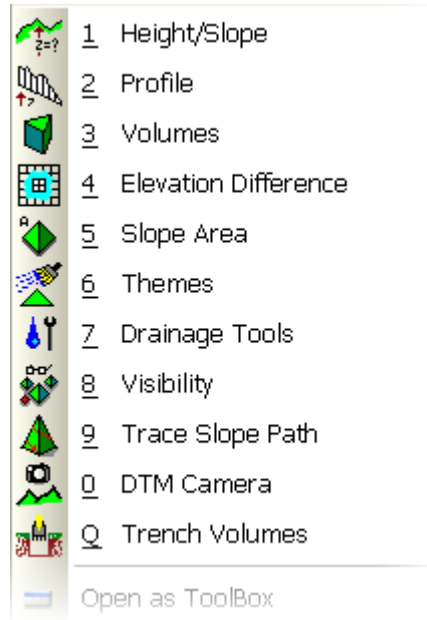 z=?
1 Height/Slope
2 Profile
z
3 Volumes
4 Elevation Difference
A
5 Slope Area
6 Themes
7 Drainage Tools
8 Visibility
9 Trace Slope Path
0 DTM Camera
Q Trench Volumes
Open as ToolBox